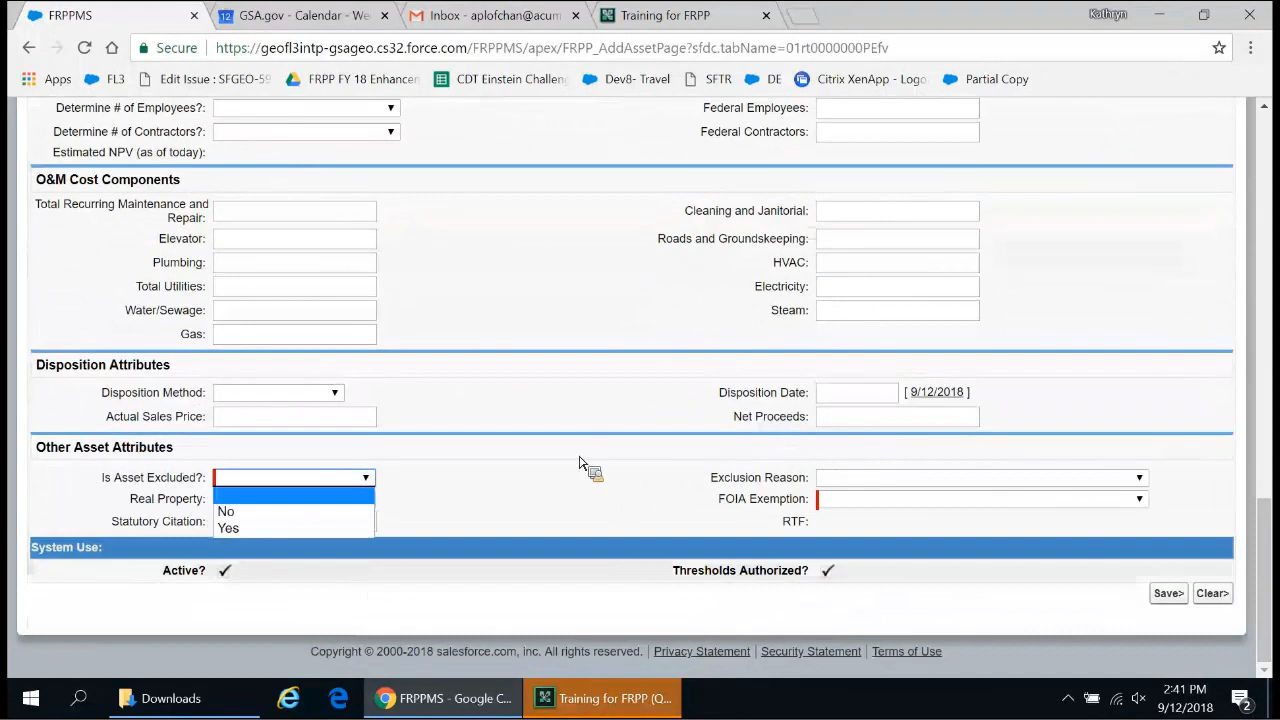 FRPPMS
GSA.gov - Calendar - We
Inbox - aplofchan@acum
Training for FRPP
Kathryn
Secure
https://geofl3intp-gsageo.cs32.force.com/FRPPMS/apex/FRPP_AddAssetPage?sfdc.tabName=01rt0000000PEfv
Apps
FL3
Edit Issue : SFGEO-59
FRPP FY 18 Enhancen
CDT Einstein Challeng
Dev8- Travel
SFTR
DE
Citrix XenApp - Logo
Partial Copy
Determine # of Employees?:
Federal Employees:
Determine # of Contractors?:
Federal Contractors:
Estimated NPV (as of today):
O&M Cost Components
Total Recurring Maintenance and
Repair:
Cleaning and Janitorial:
Elevator:
Roads and Groundskeeping:
Plumbing:
HVAC:
Total Utilities:
Electricity:
Water/Sewage:
Steam:
Gas:
Disposition Attributes
Disposition Method:
Disposition Date:
[ 9/12/2018 ]
Actual Sales Price:
Net Proceeds:
Other Asset Attributes
Is Asset Excluded?:
Exclusion Reason:
Real Property:
FOIA Exemption:
No
Statutory Citation:
RTF:
Yes
System Use:
Active?
Thresholds Authorized?
Save>
Clear>
Copyright © 2000-2018 salesforce.com, inc. All rights reserved. | Privacy Statement | Security Statement | Terms of Use
Downloads
FRPPMS - Google C...
Training for FRPP (Q...
2:41 PM
9/12/2018
2